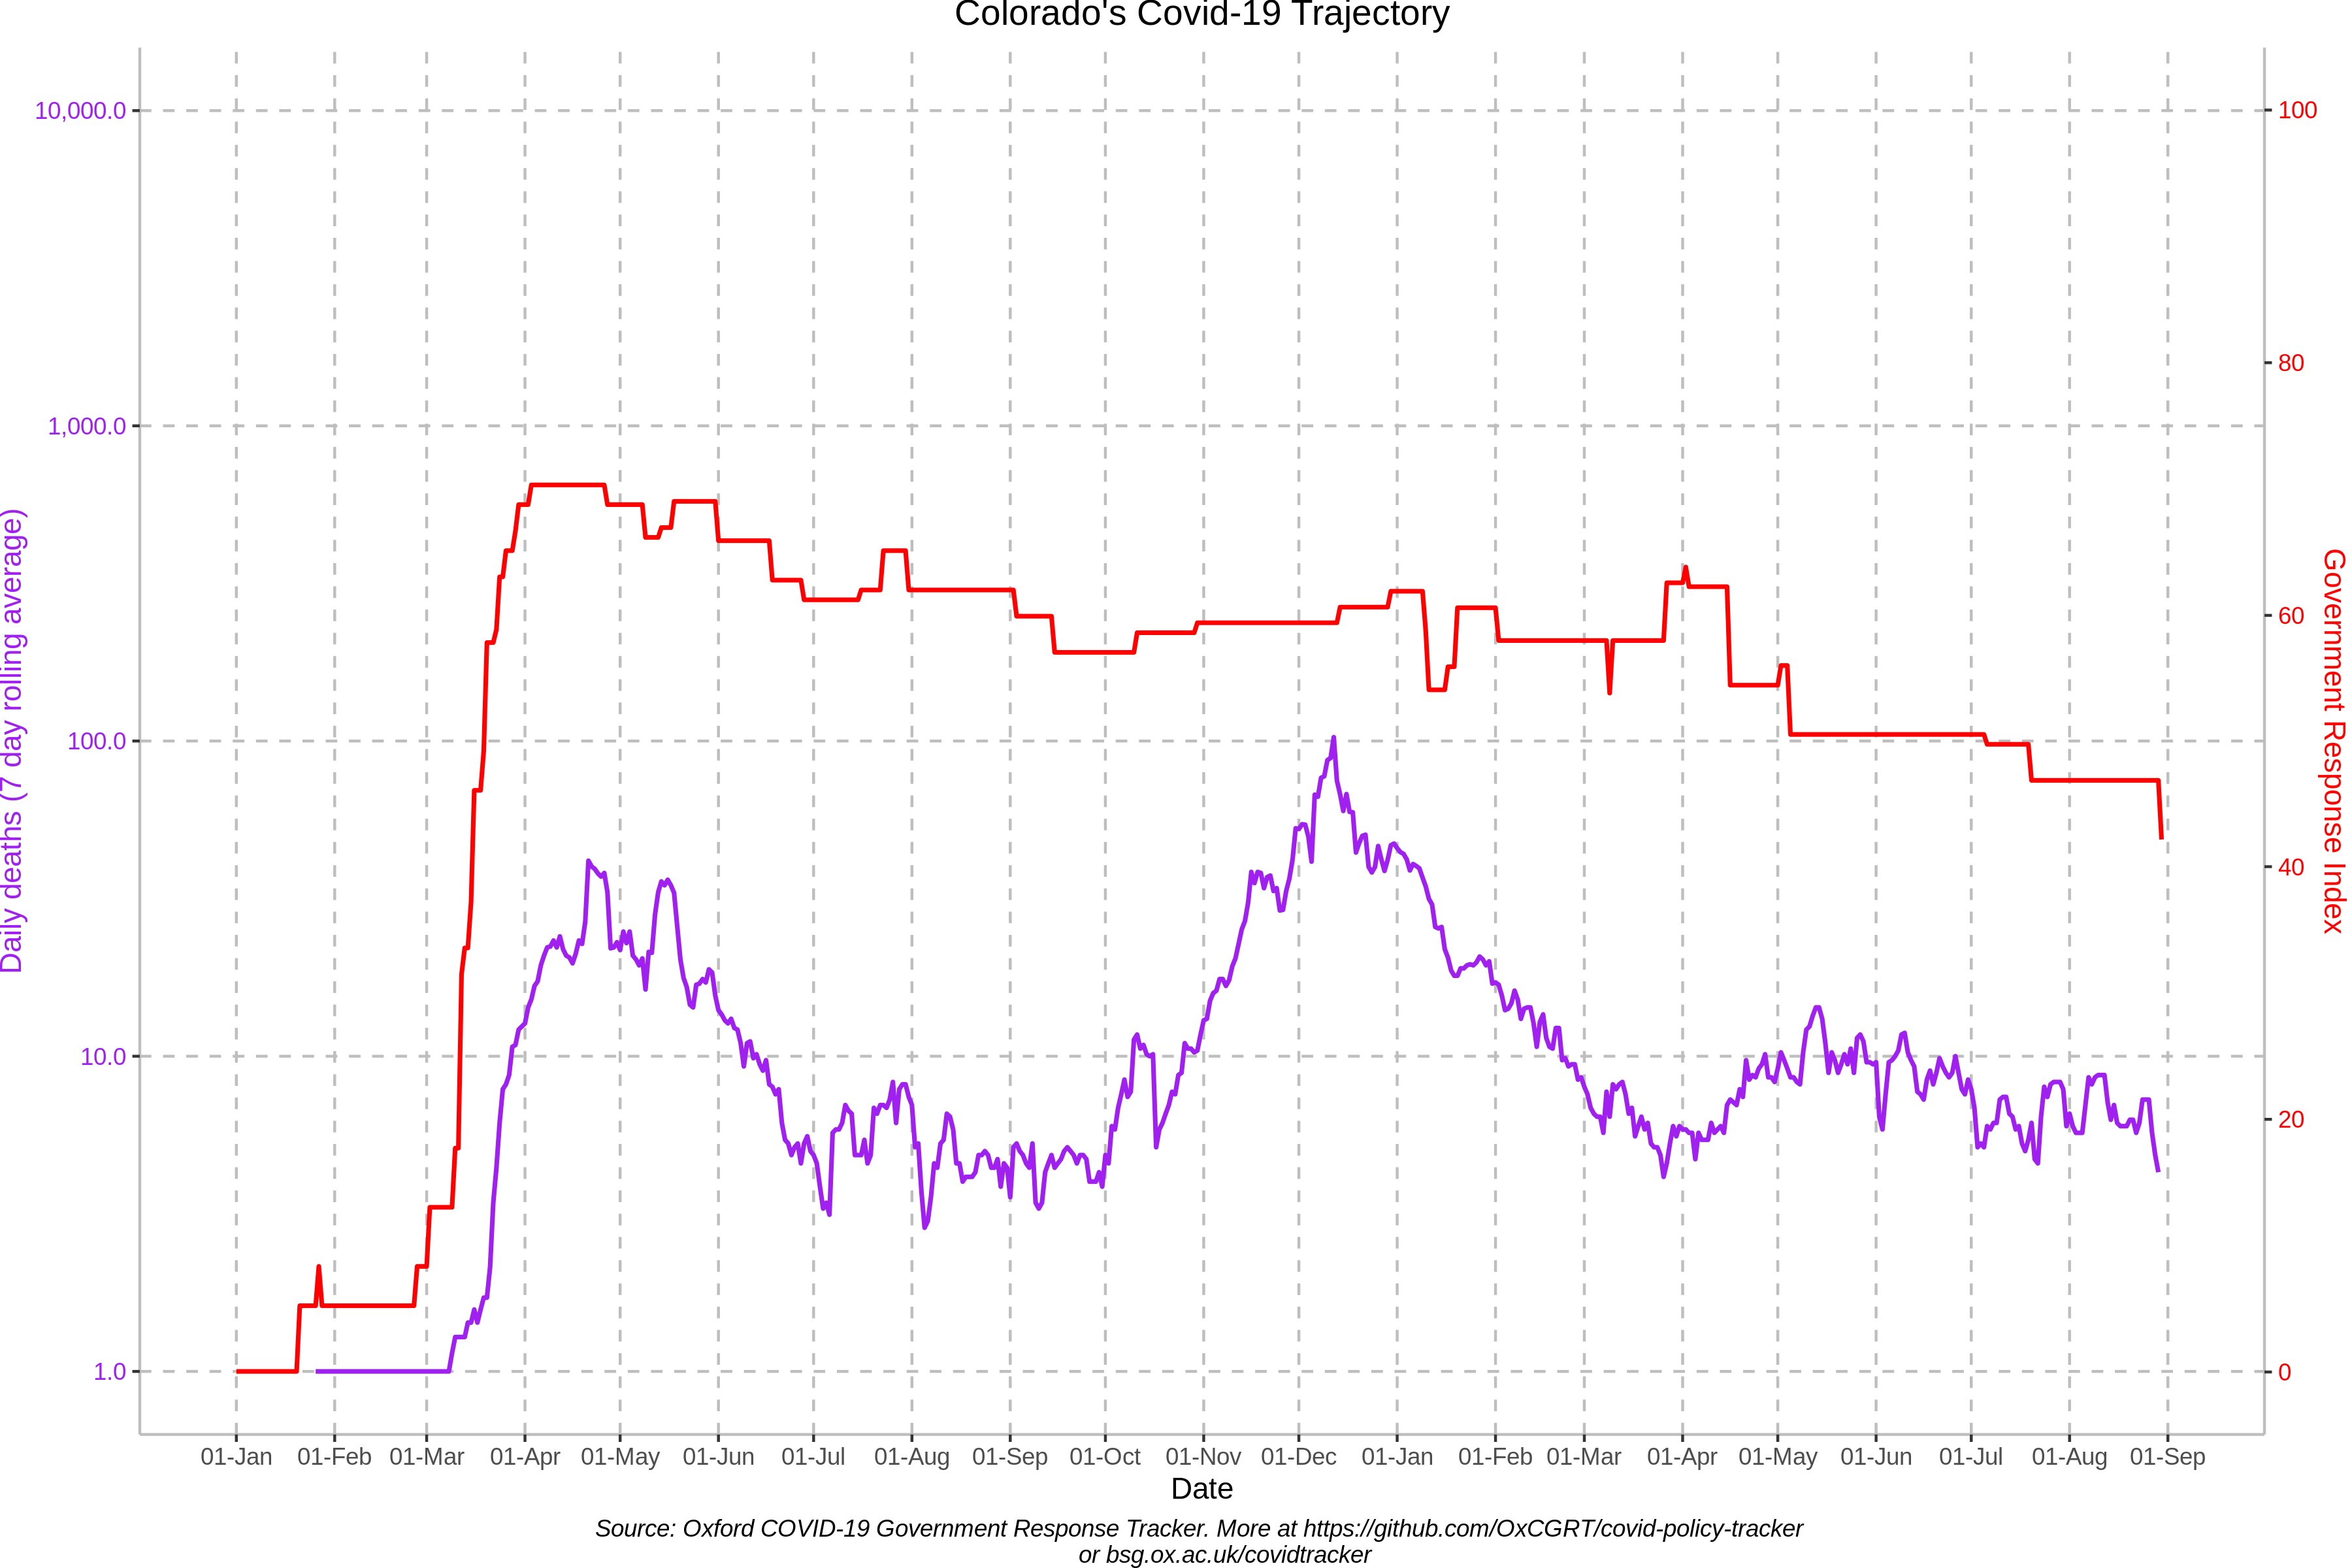 Colorado's Covid-19 Trajectory
10,000.0
1,000.0
100.0
10.0
1.0
Daily deaths (7 day rolling average)
100
80
60
40
20
0
Government Response Index
01-Jan 01-Feb 01-Mar 01-Apr 01-May 01-Jun 01-Jul 01-Aug 01-Sep 01-Oct 01-Nov 01-Dec 01-Jan 01-Feb 01-Mar 01-Apr 01-May 01-Jun 01-Jul 01-Aug 01-Sep
Date
Source: Oxford COVID-19 Government Response Tracker. More at https://github.com/OxCGRT/covid-policy-tracker
or bsg.ox.ac.uk/covidtracker